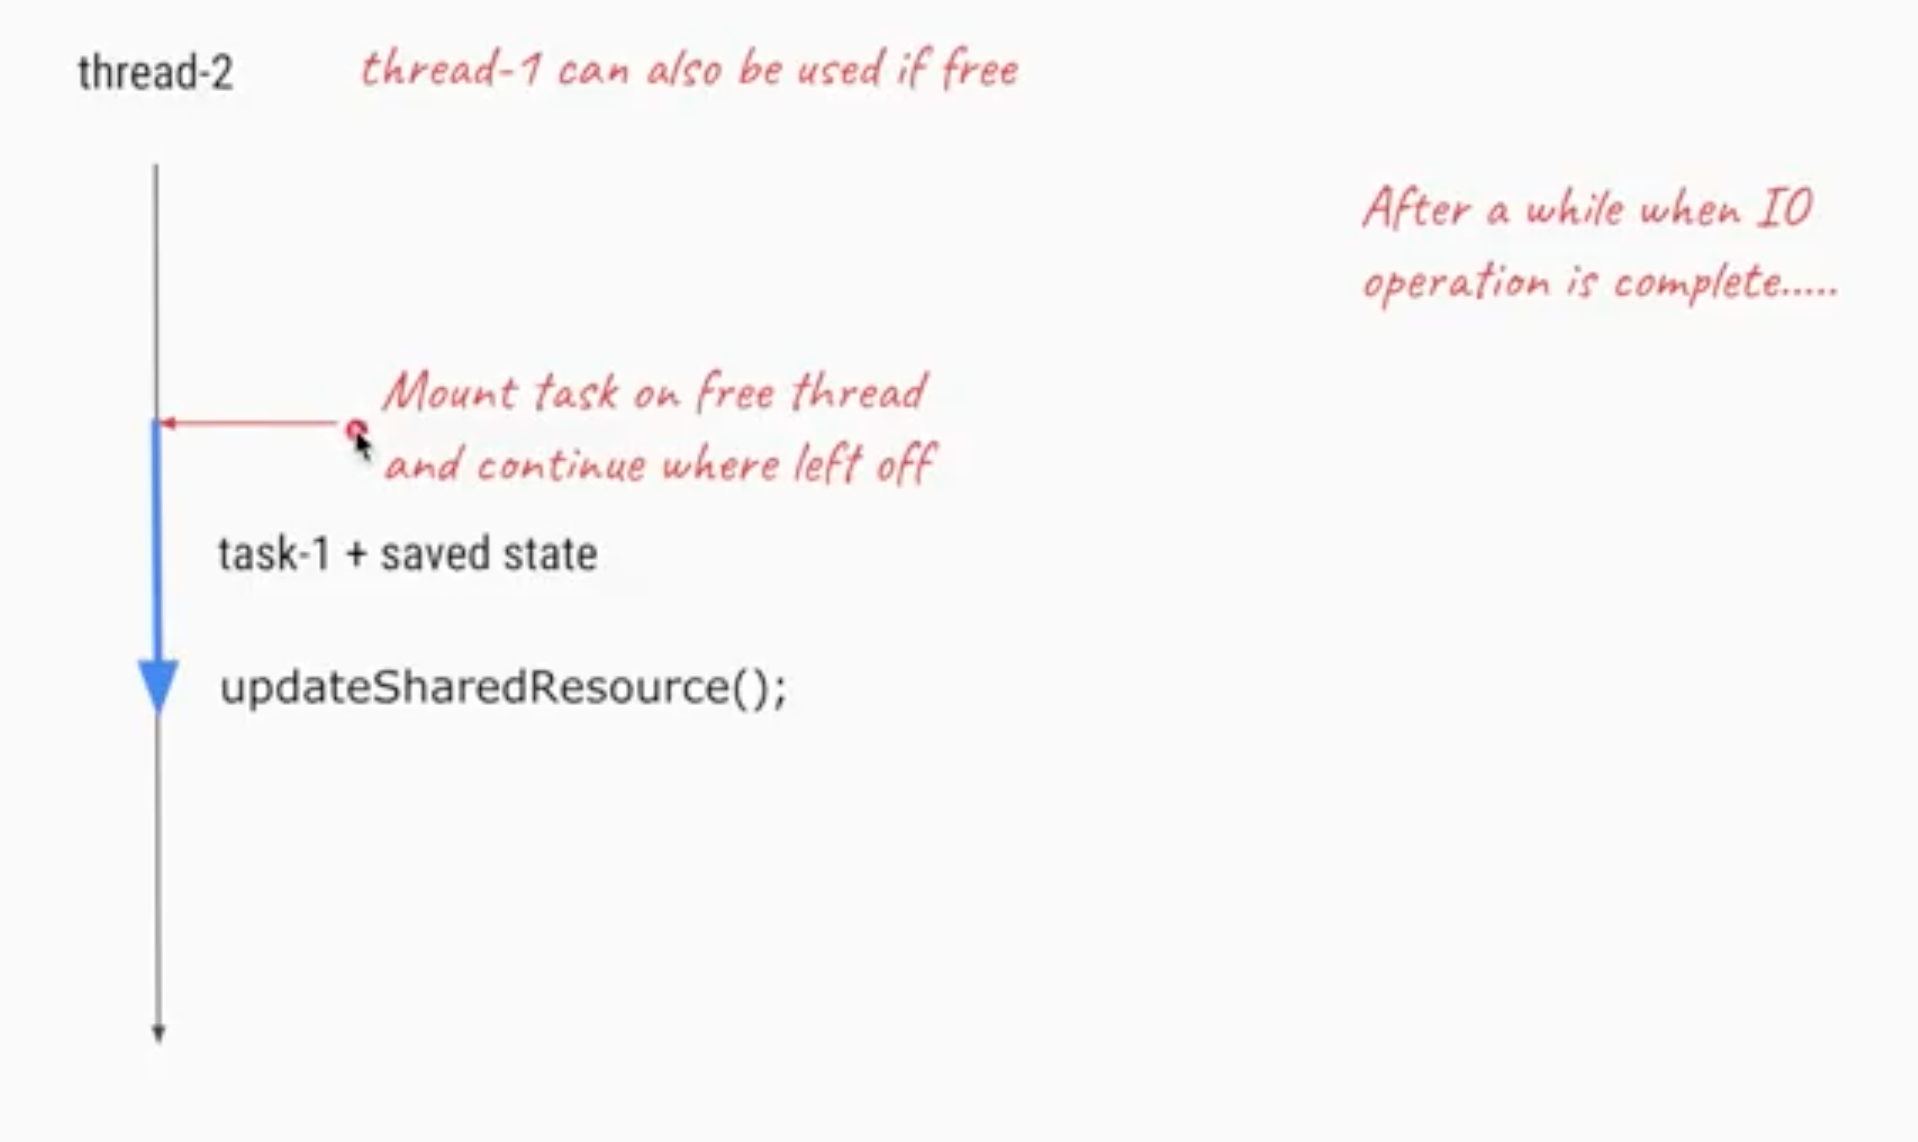 thread-2
thread-1 can also be used if free
After a while when IO
operation is complete.....
Mount task on free thread
and continue where left off
task-1 + saved state
updateSharedResource();